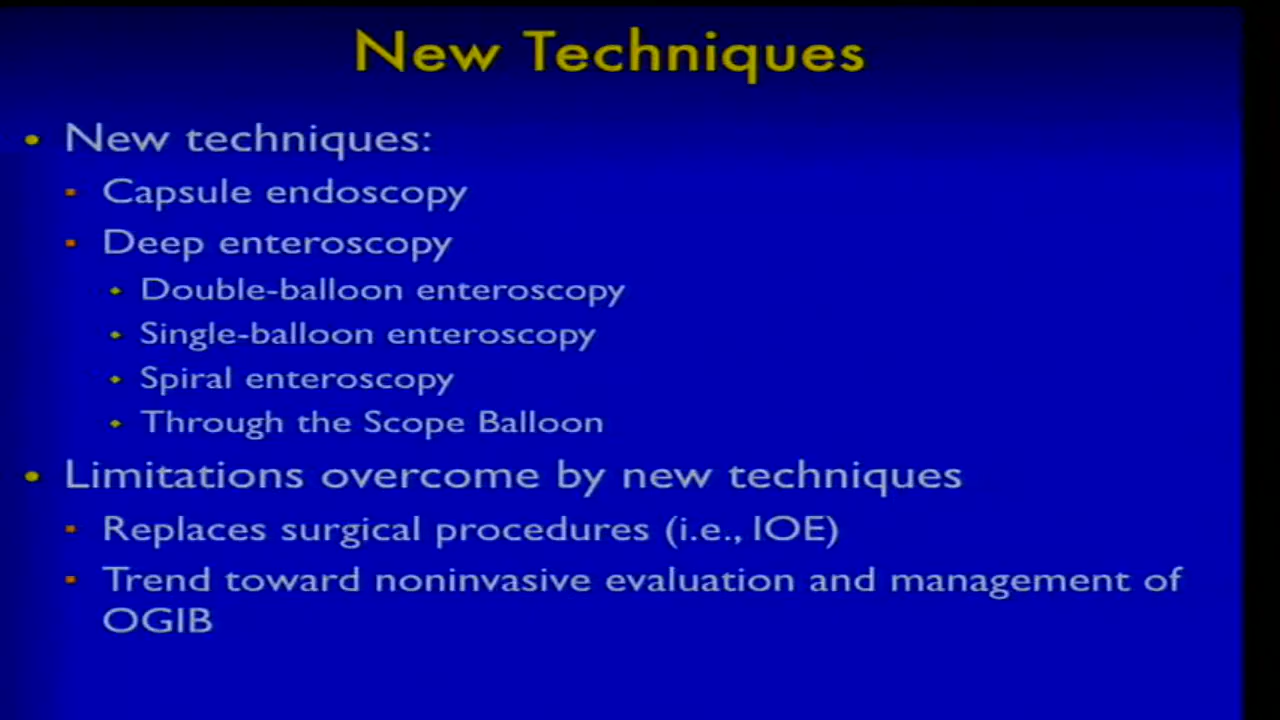 New Techniques
New techniques:
Capsule endoscopy
Deep enteroscopy
Double-balloon enteroscopy
Single-balloon enteroscopy
Spiral enteroscopy
Through the Scope Balloon
Limitations overcome by new techniques
Replaces surgical procedures (i.e., IOE)
Trend toward noninvasive evaluation and management of
OGIB